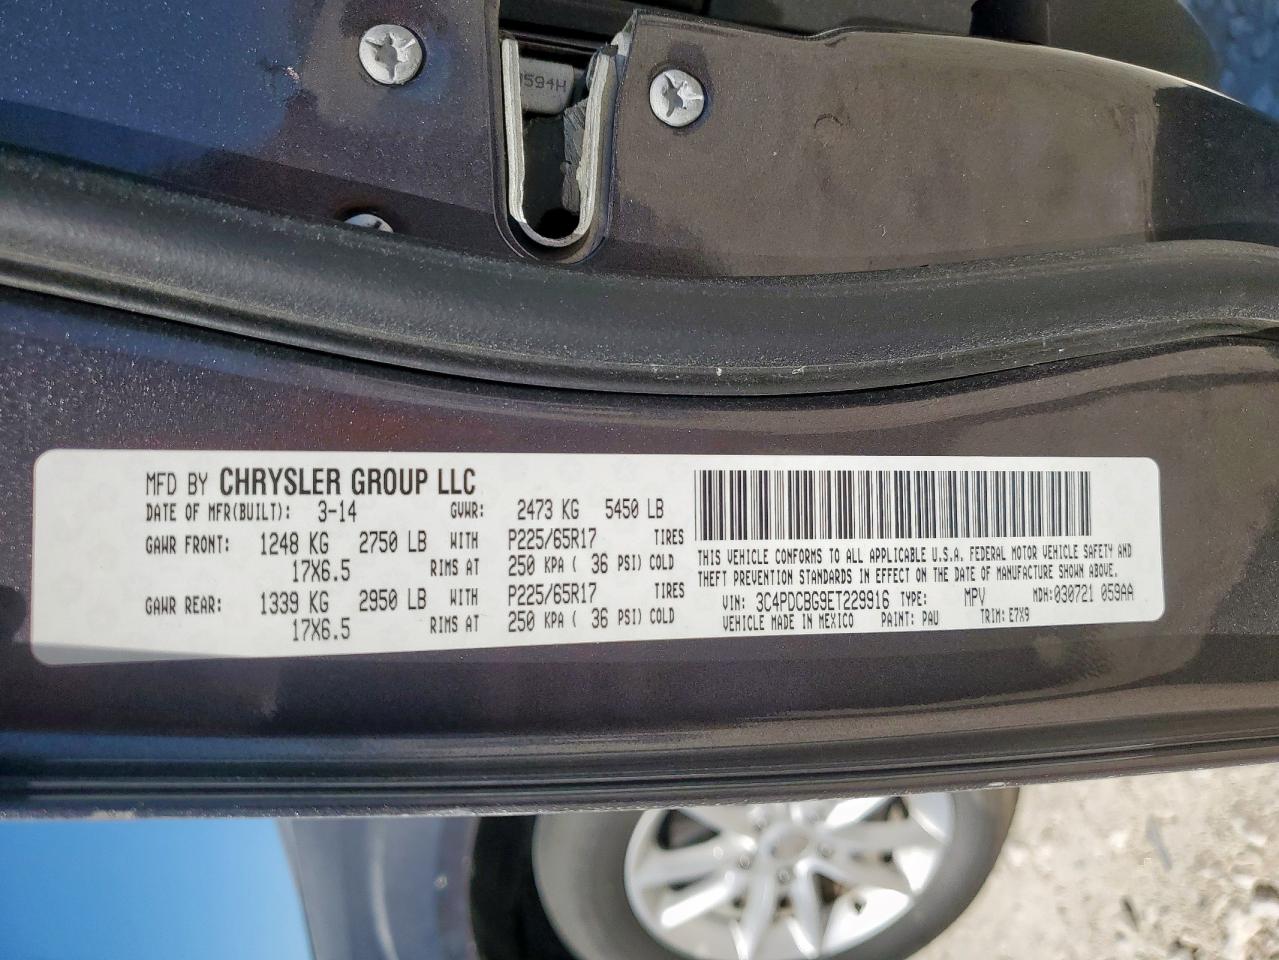 594H
MFD BY CHRYSLER GROUP LLC
DATE OF MFR(BUILT): 3-14 GVWR: 2473 KG 5450 LB
GAWR FRONT: 1248 KG 2750 LB WITH P225/65R17 TIRES
17X6.5 RIMS AT 250 KPA ( 36 PSI) COLD
GAWR REAR: 1339 KG 2950 LB WITH P225/65R17 TIRES
17X6.5 RIMS AT 250 KPA ( 36 PSI) COLD
THIS VEHICLE CONFORMS TO ALL APPLICABLE U.S.A. FEDERAL MOTOR VEHICLE SAFETY AND
THEFT PREVENTION STANDARDS IN EFFECT ON THE DATE OF MANUFACTURE SHOWN ABOVE.
VIN: 3C4PDCBG9ET229916 TYPE: MPV MDH: 030721 059AA
VEHICLE MADE IN MEXICO PAINT: PAU TRIM: E7X9